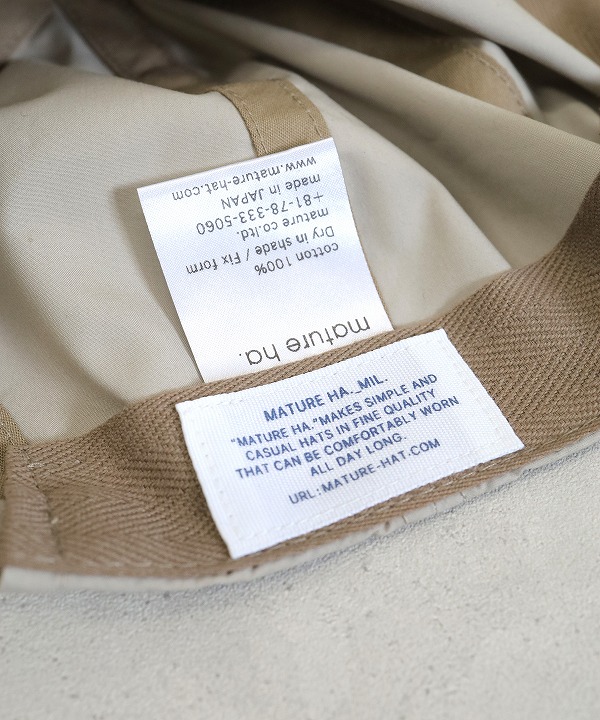 mature ha.
cotton 100%
Dry in shade / Fix form
mature co.ltd.
+81-78-333-5060
made in JAPAN
www.mature-hat.com
MATURE HA._MIL.
"MATURE HA."MAKES SIMPLE AND
CASUAL HATS IN FINE QUALITY
THAT CAN BE COMFORTABLY WORN
ALL DAY LONG.
URL:MATURE-HAT.COM